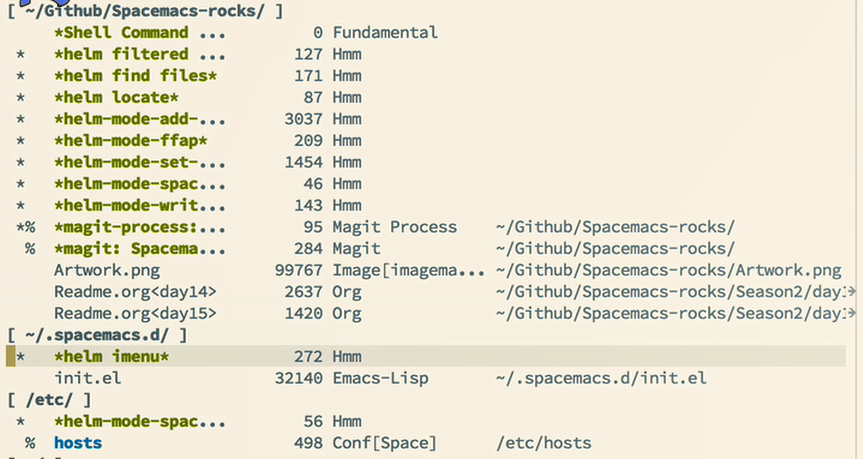 [ ~/Github/Spacemacs-rocks/ ]
*Shell Command ... 0 Fundamental
* *helm filtered ... 127 Hmm
* *helm find files* 171 Hmm
* *helm locate* 87 Hmm
* *helm-mode-add-... 3037 Hmm
* *helm-mode-ffap* 209 Hmm
* *helm-mode-set-... 1454 Hmm
* *helm-mode-spac... 46 Hmm
* *helm-mode-writ... 143 Hmm
*% *magit-process:... 95 Magit Process ~/Github/Spacemacs-rocks/
% *magit: Spacema... 284 Magit ~/Github/Spacemacs-rocks/
Artwork.png 99767 Image[imagema... ~/Github/Spacemacs-rocks/Artwork.png
Readme.org<day14> 2637 Org ~/Github/Spacemacs-rocks/Season2/day1
Readme.org<day15> 1420 Org ~/Github/Spacemacs-rocks/Season2/day1
[ ~/.spacemacs.d/ ]
* *helm imenu* 272 Hmm
init.el 32140 Emacs-Lisp ~/.spacemacs.d/init.el
[ /etc/ ]
* *helm-mode-spac... 56 Hmm
% hosts 498 Conf[Space] /etc/hosts